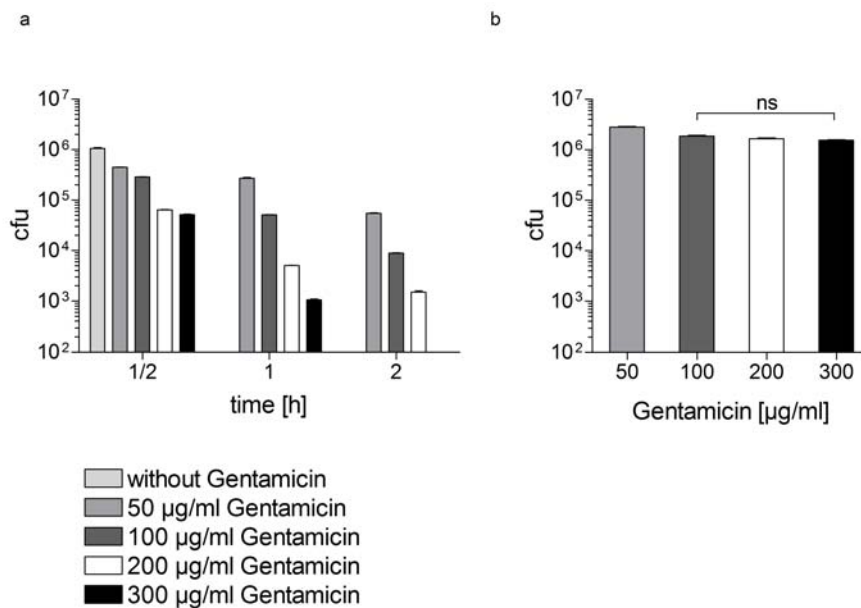 a
b
10⁷
10⁶
10⁵
10⁴
10³
10²
cfu
1/2
1
2
time [h]
10⁷
10⁶
10⁵
10⁴
10³
10²
cfu
ns
50
100
200
300
Gentamicin [µg/ml]
without Gentamicin
50 µg/ml Gentamicin
100 µg/ml Gentamicin
200 µg/ml Gentamicin
300 µg/ml Gentamicin